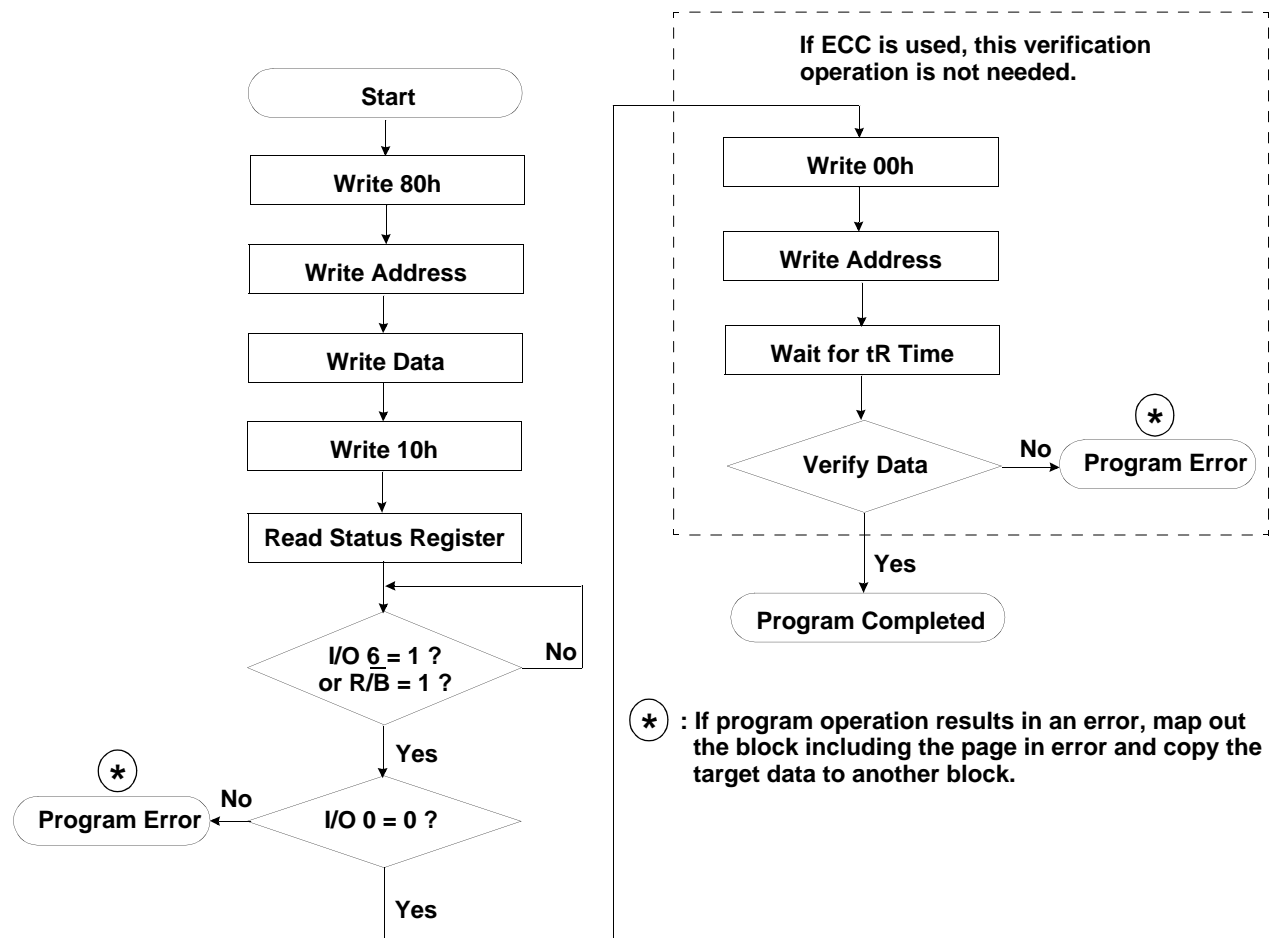 Start
Write 80h
Write Address
Write Data
Write 10h
Read Status Register
I/O 6 = 1 ?
or R/B̅ = 1 ?
No
Yes
*
No
Program Error
I/O 0 = 0 ?
Yes
If ECC is used, this verification
operation is not needed.
Write 00h
Write Address
Wait for tR Time
*
Verify Data
No
Program Error
Yes
Program Completed
* : If program operation results in an error, map out
the block including the page in error and copy the
target data to another block.